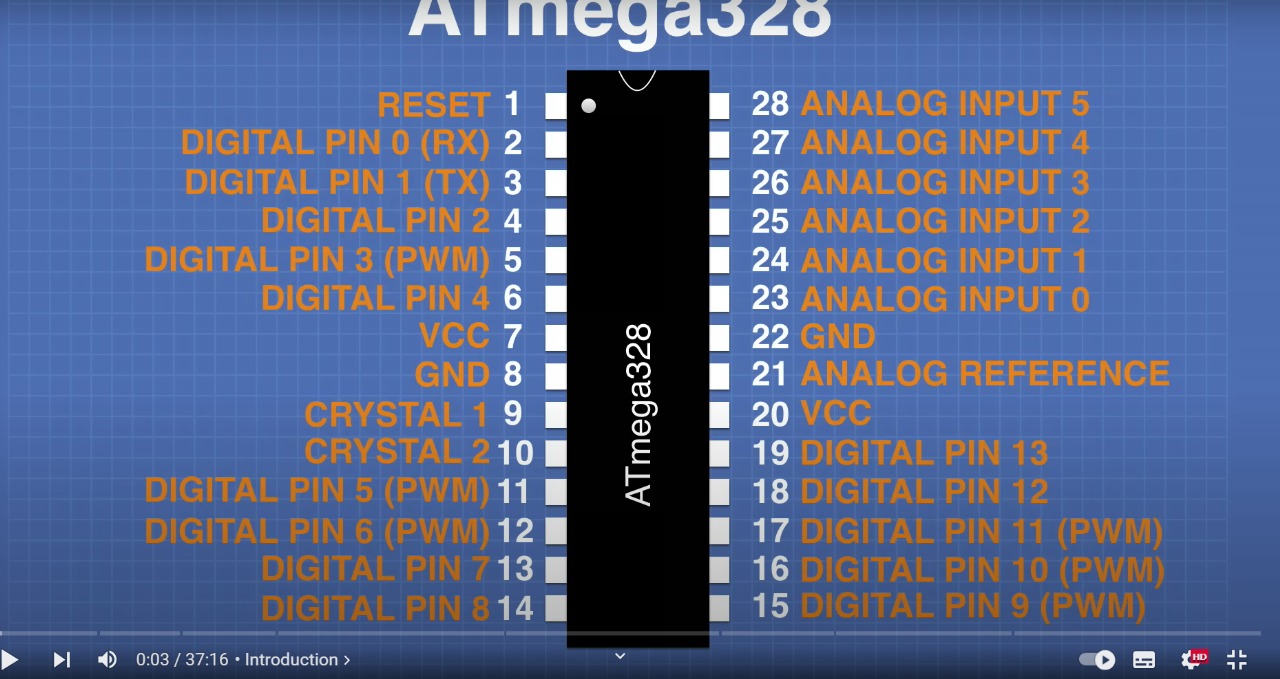 ATmega328
RESET 1
DIGITAL PIN 0 (RX) 2
DIGITAL PIN 1 (TX) 3
DIGITAL PIN 2 4
DIGITAL PIN 3 (PWM) 5
DIGITAL PIN 4 6
VCC 7
GND 8
CRYSTAL 1 9
CRYSTAL 2 10
DIGITAL PIN 5 (PWM) 11
DIGITAL PIN 6 (PWM) 12
DIGITAL PIN 7 13
DIGITAL PIN 8 14
ATmega328
28 ANALOG INPUT 5
27 ANALOG INPUT 4
26 ANALOG INPUT 3
25 ANALOG INPUT 2
24 ANALOG INPUT 1
23 ANALOG INPUT 0
22 GND
21 ANALOG REFERENCE
20 VCC
19 DIGITAL PIN 13
18 DIGITAL PIN 12
17 DIGITAL PIN 11 (PWM)
16 DIGITAL PIN 10 (PWM)
15 DIGITAL PIN 9 (PWM)
0:03 / 37:16 • Introduction >
HD